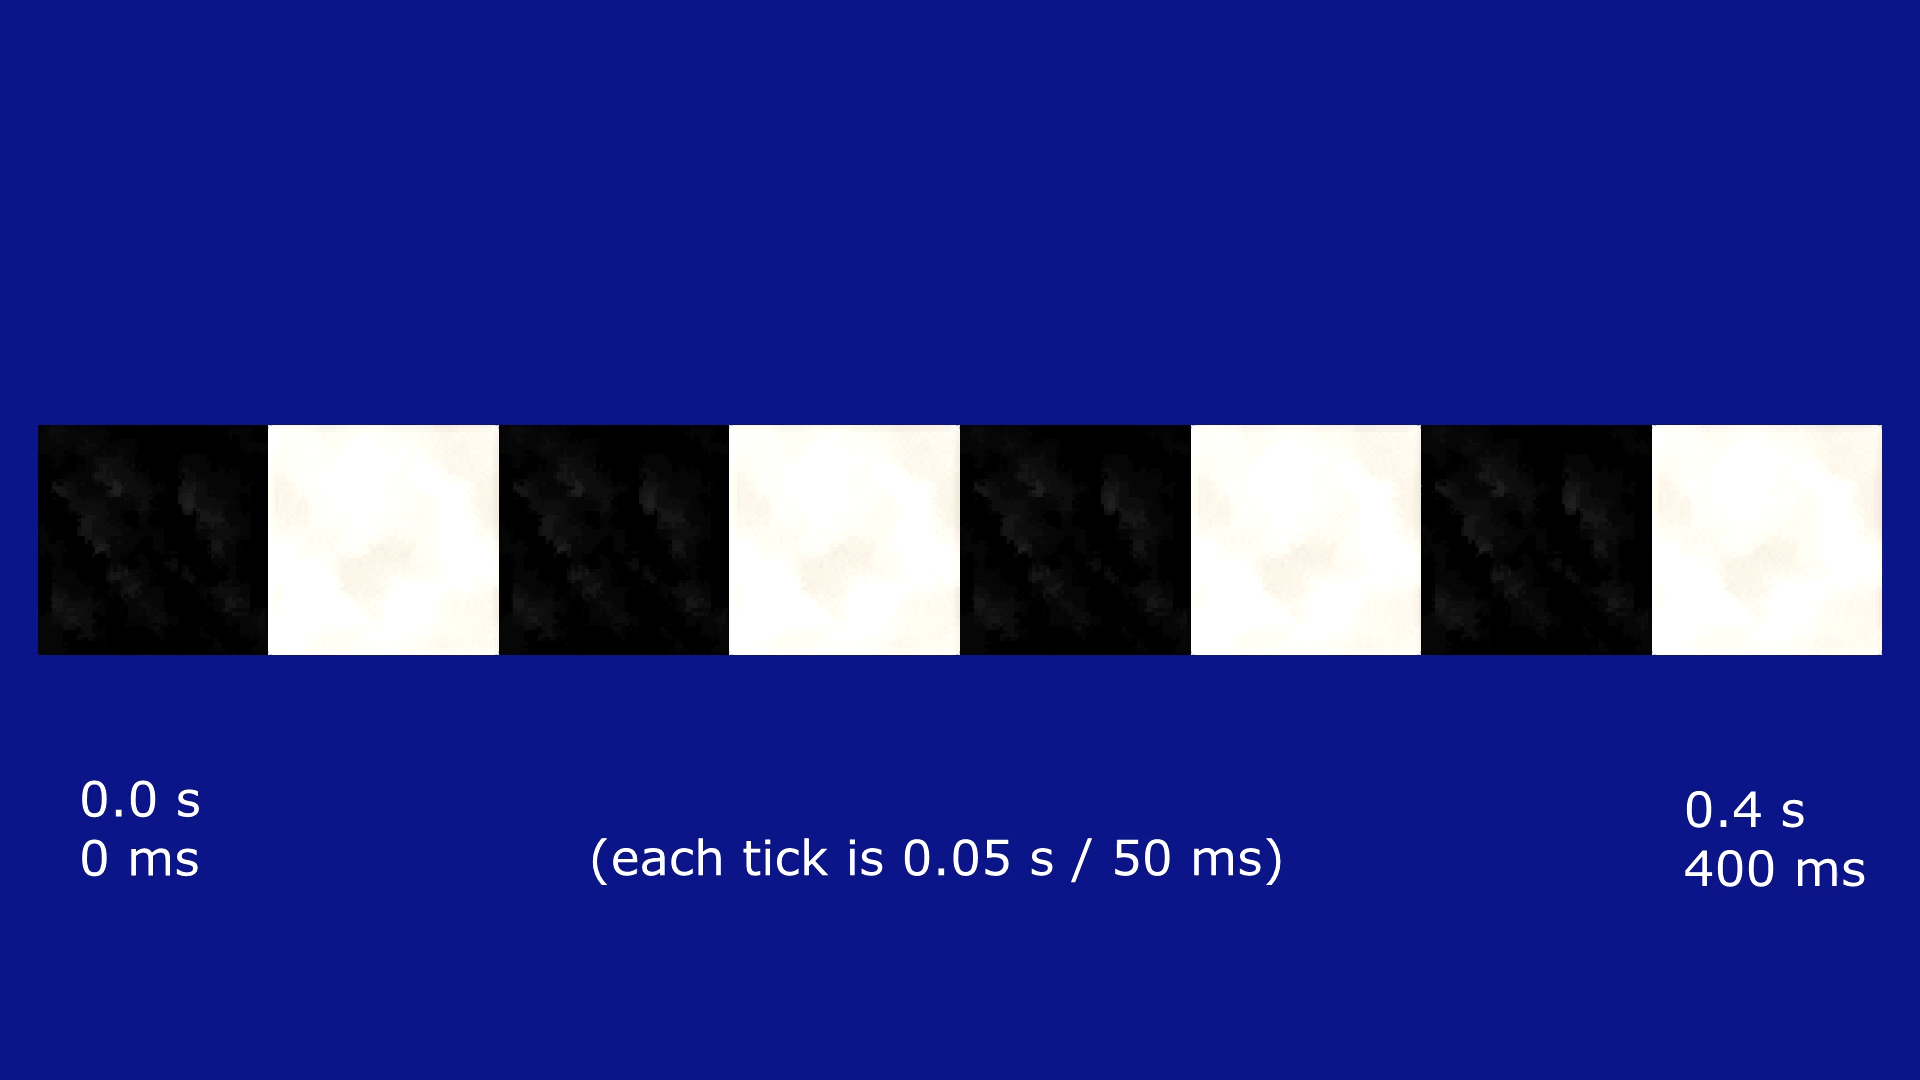 0.0 s
0 ms
(each tick is 0.05 s / 50 ms)
0.4 s
400 ms